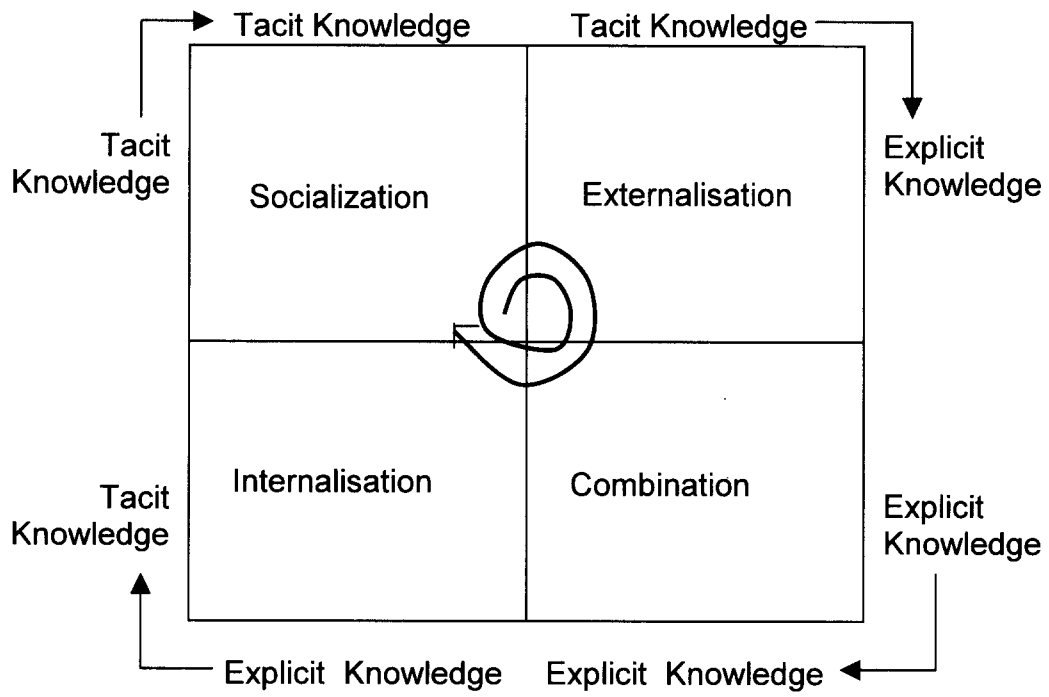 Tacit Knowledge
Tacit Knowledge
Tacit
Knowledge
Explicit
Knowledge
Socialization
Externalisation
Internalisation
Combination
Tacit
Knowledge
Explicit
Knowledge
Explicit Knowledge
Explicit Knowledge